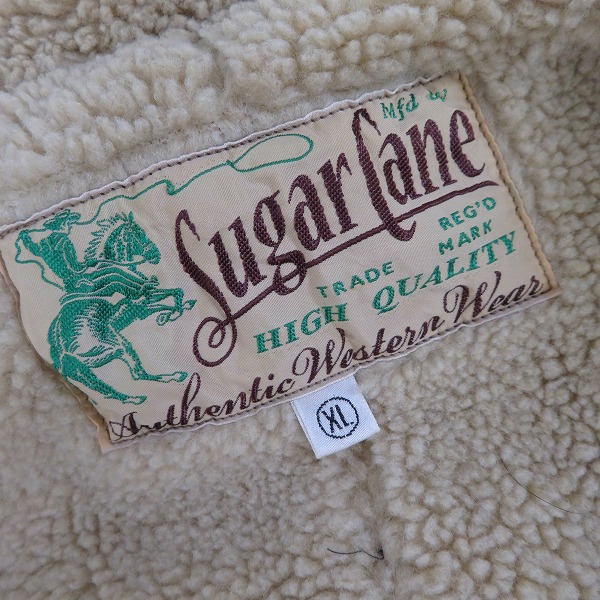 Mfd by
Sugar Cane
TRADE MARK REG'D
HIGH QUALITY
Authentic Western Wear
XL